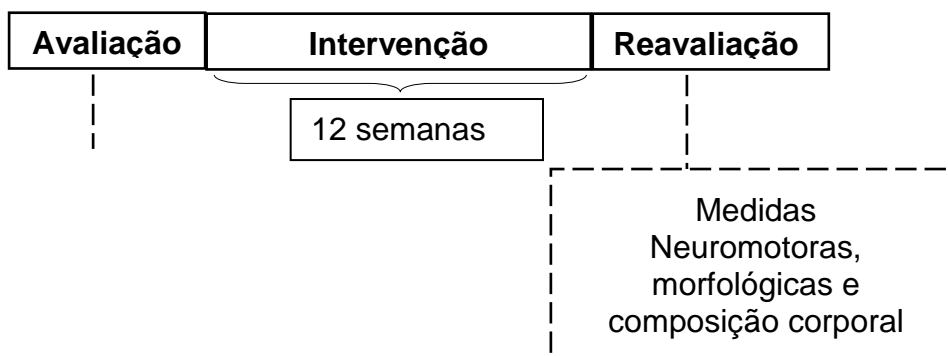 Avaliação Intervenção Reavaliação
12 semanas
Medidas
Neuromotoras,
morfológicas e
composição corporal